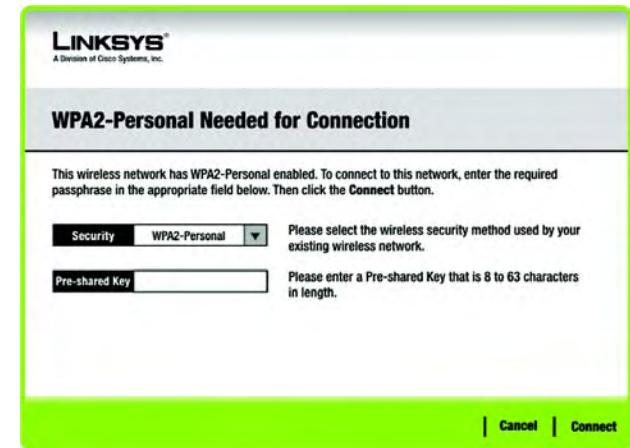 LINKSYS®
A Division of Cisco Systems, Inc.
WPA2-Personal Needed for Connection
This wireless network has WPA2-Personal enabled. To connect to this network, enter the required
passphrase in the appropriate field below. Then click the Connect button.
Security WPA2-Personal Please select the wireless security method used by your
existing wireless network.
Pre-shared Key Please enter a Pre-shared Key that is 8 to 63 characters
in length.
Cancel Connect